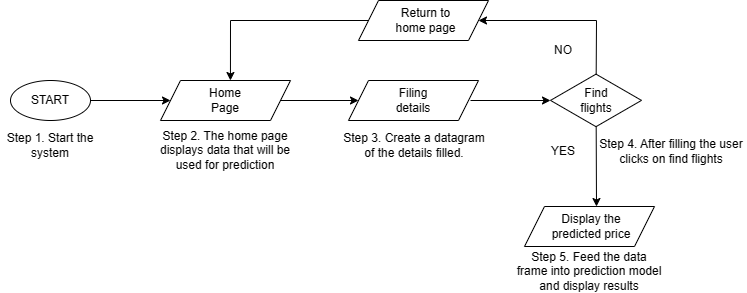 Return to
home page
NO
START
Home
Page
Filing
details
Find
flights
Step 1. Start the
system
Step 2. The home page
displays data that will be
used for prediction
Step 3. Create a datagram
of the details filled.
YES
Step 4. After filling the user
clicks on find flights
Display the
predicted price
Step 5. Feed the data
frame into prediction model
and display results